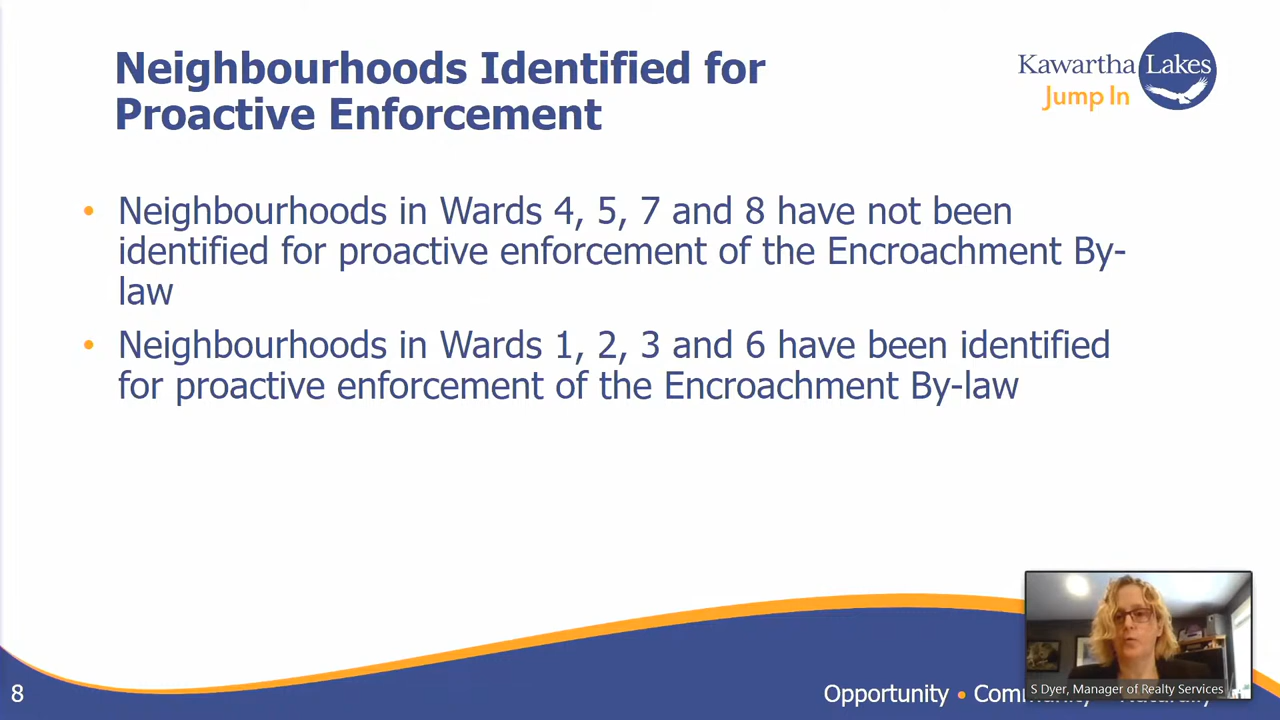 Neighbourhoods Identified for
Proactive Enforcement
Kawartha Lakes
Jump In
• Neighbourhoods in Wards 4, 5, 7 and 8 have not been
identified for proactive enforcement of the Encroachment By-
law
• Neighbourhoods in Wards 1, 2, 3 and 6 have been identified
for proactive enforcement of the Encroachment By-law
S Dyer, Manager of Realty Services
8
Opportunity •